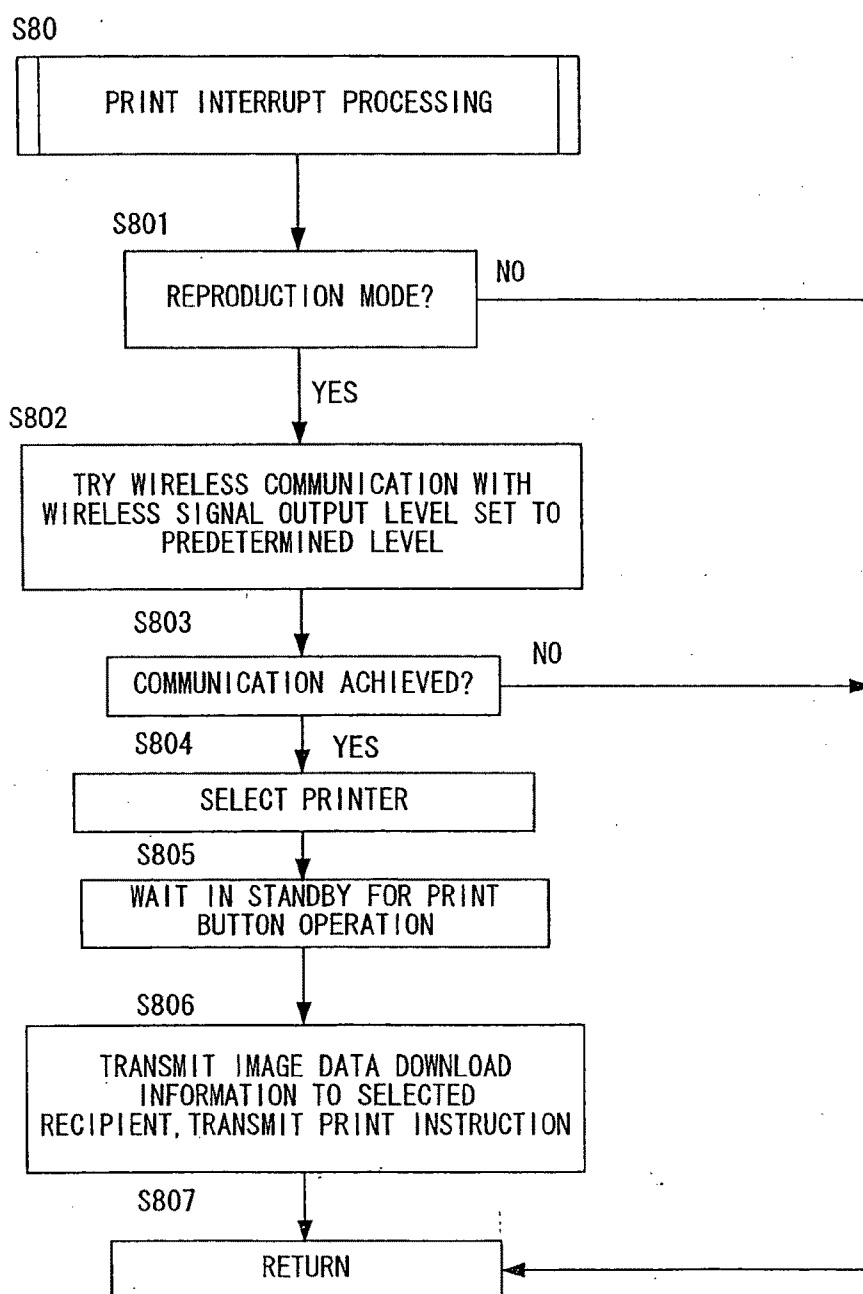 S80
PRINT INTERRUPT PROCESSING
S801
REPRODUCTION MODE?
NO
YES
S802
TRY WIRELESS COMMUNICATION WITH
WIRELESS SIGNAL OUTPUT LEVEL SET TO
PREDETERMINED LEVEL
S803
COMMUNICATION ACHIEVED?
NO
S804
YES
SELECT PRINTER
S805
WAIT IN STANDBY FOR PRINT
BUTTON OPERATION
S806
TRANSMIT IMAGE DATA DOWNLOAD
INFORMATION TO SELECTED
RECIPIENT, TRANSMIT PRINT INSTRUCTION
S807
RETURN